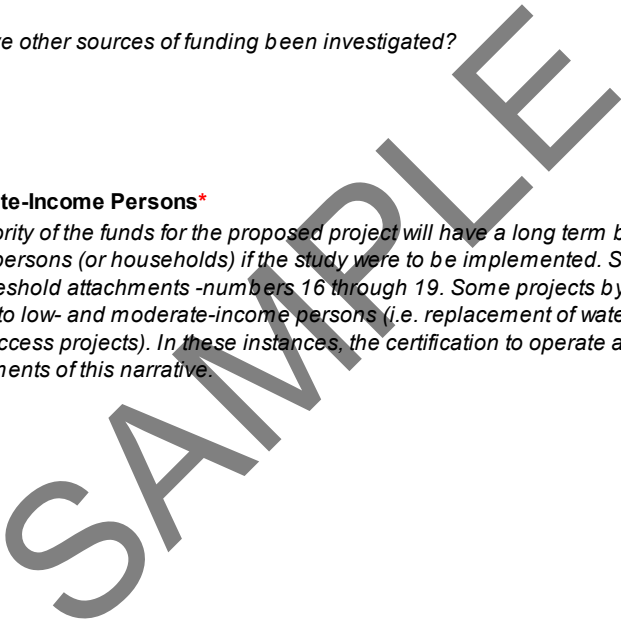 ve other sources of funding been investigated?
te-Income Persons*
ority of the funds for the proposed project will have a long term b
persons (or households) if the study were to be implemented. S
eshold attachments -numbers 16 through 19. Some projects by
to low- and moderate-income persons (i.e. replacement of wate
ccess projects). In these instances, the certification to operate a
ments of this narrative.
SAMPLE